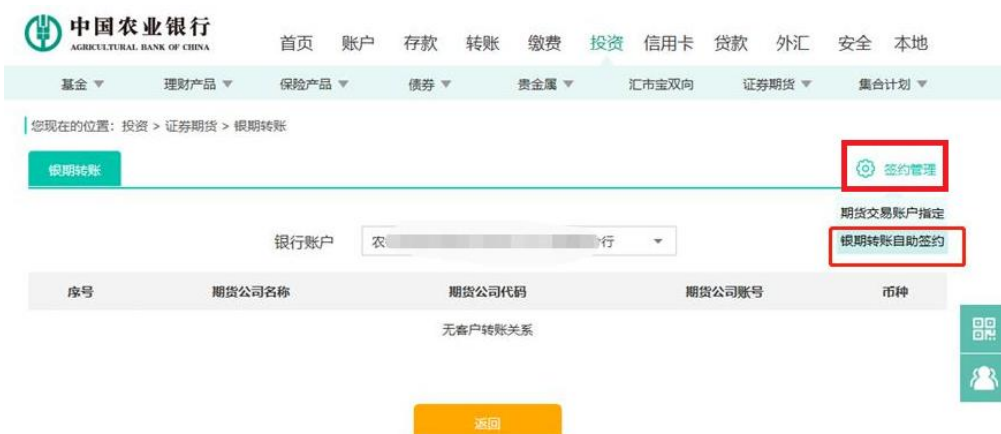 中国农业银行
AGRICULTURAL BANK OF CHINA
首页 账户 存款 转账 缴费 投资 信用卡 贷款 外汇 安全 本地
基金 理财产品 保险产品 债券 贵金属 汇市宝双向 证券期货 集合计划
您现在的位置：投资 > 证券期货 > 银期转账
银期转账 签约管理
期货交易账户指定
银行账户 农 行 银期转账自助签约
序号 期货公司名称 期货公司代码 期货公司账号 币种
无客户转账关系
返回